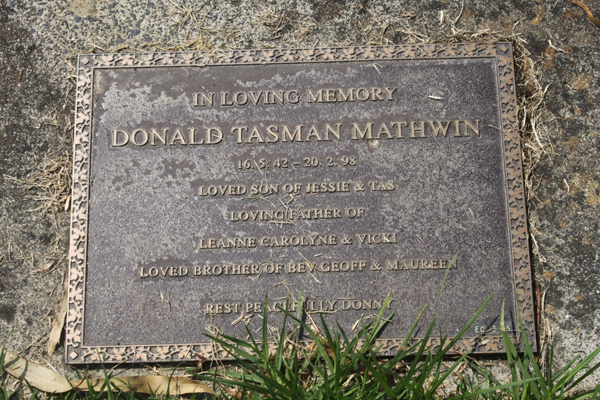 IN LOVING MEMORY
DONALD TASMAN MATHWIN
16. 5. 42 – 20. 2. 98
LOVED SON OF JESSIE & TAS
LOVING FATHER OF
LEANNE CAROLYNE & VICKI
LOVED BROTHER OF BEV GEOFF & MAUREEN
REST PEACEFULLY DONNY